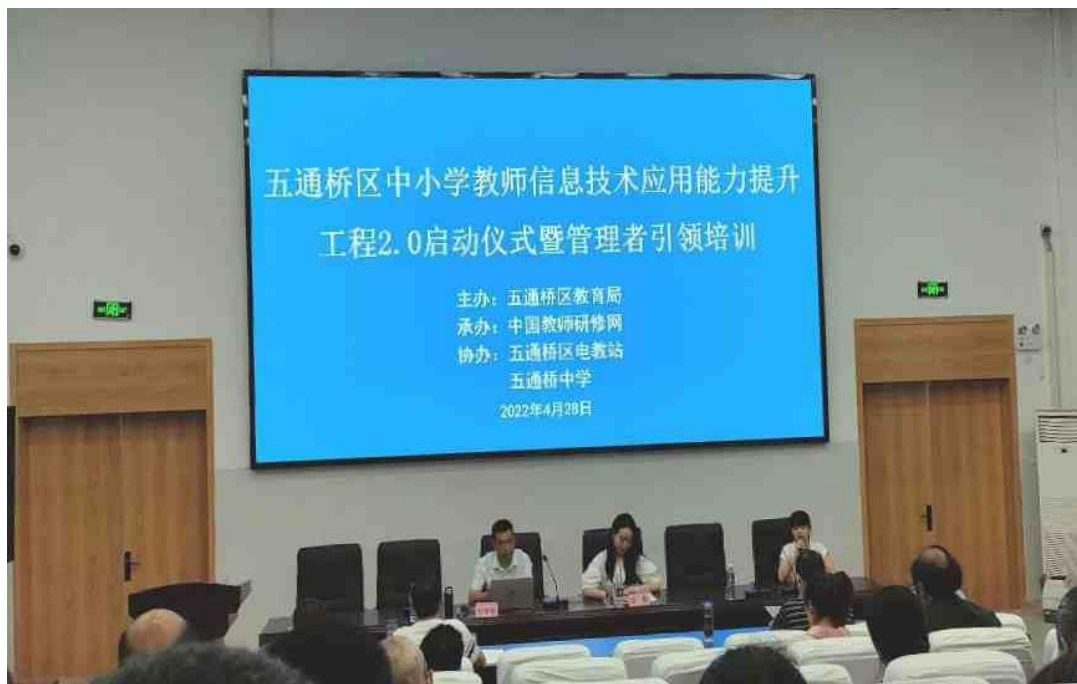 五通桥区中小学教师信息技术应用能力提升
工程2.0启动仪式暨管理者引领培训
主办：五通桥区教育局
承办：中国教师研修网
协办：五通桥区电教站
五通桥中学
2022年4月28日